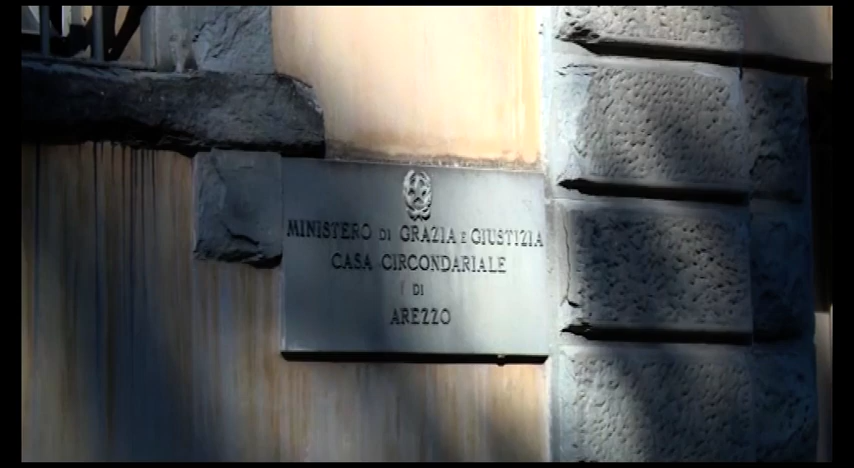 MINISTERO DI GRAZIA E GIUSTIZIA
CASA CIRCONDARIALE
DI
AREZZO